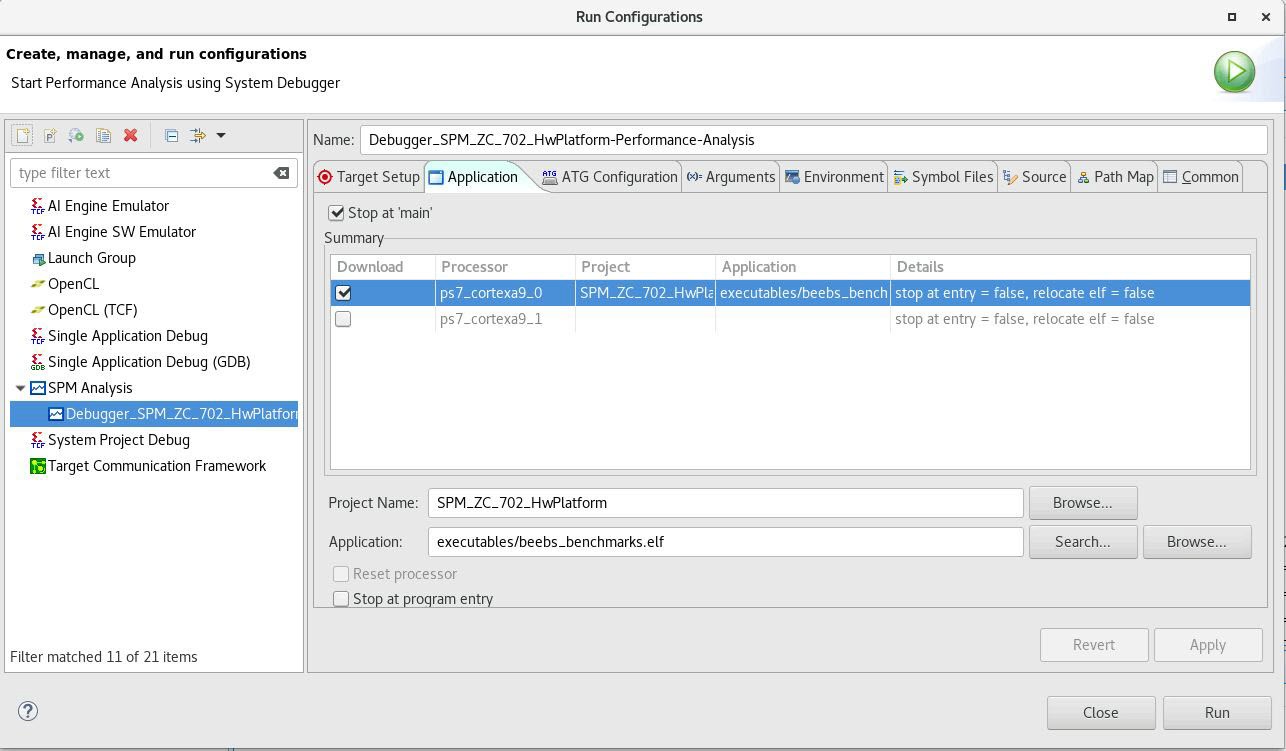 Run Configurations
Create, manage, and run configurations
Start Performance Analysis using System Debugger
type filter text
AI Engine Emulator
AI Engine SW Emulator
Launch Group
OpenCL
OpenCL (TCF)
Single Application Debug
Single Application Debug (GDB)
SPM Analysis
Debugger_SPM_ZC_702_HwPlatform
System Project Debug
Target Communication Framework
Filter matched 11 of 21 items
Name: Debugger_SPM_ZC_702_HwPlatform-Performance-Analysis
Target Setup Application ATG Configuration Arguments Environment Symbol Files Source Path Map Common
Stop at 'main'
Summary
Download Processor Project Application Details
ps7_cortexa9_0 SPM_ZC_702_HwPla executables/beebs_bench stop at entry = false, relocate elf = false
ps7_cortexa9_1 stop at entry = false, relocate elf = false
Project Name: SPM_ZC_702_HwPlatform Browse...
Application: executables/beebs_benchmarks.elf Search... Browse...
Reset processor
Stop at program entry
Revert Apply
Close Run